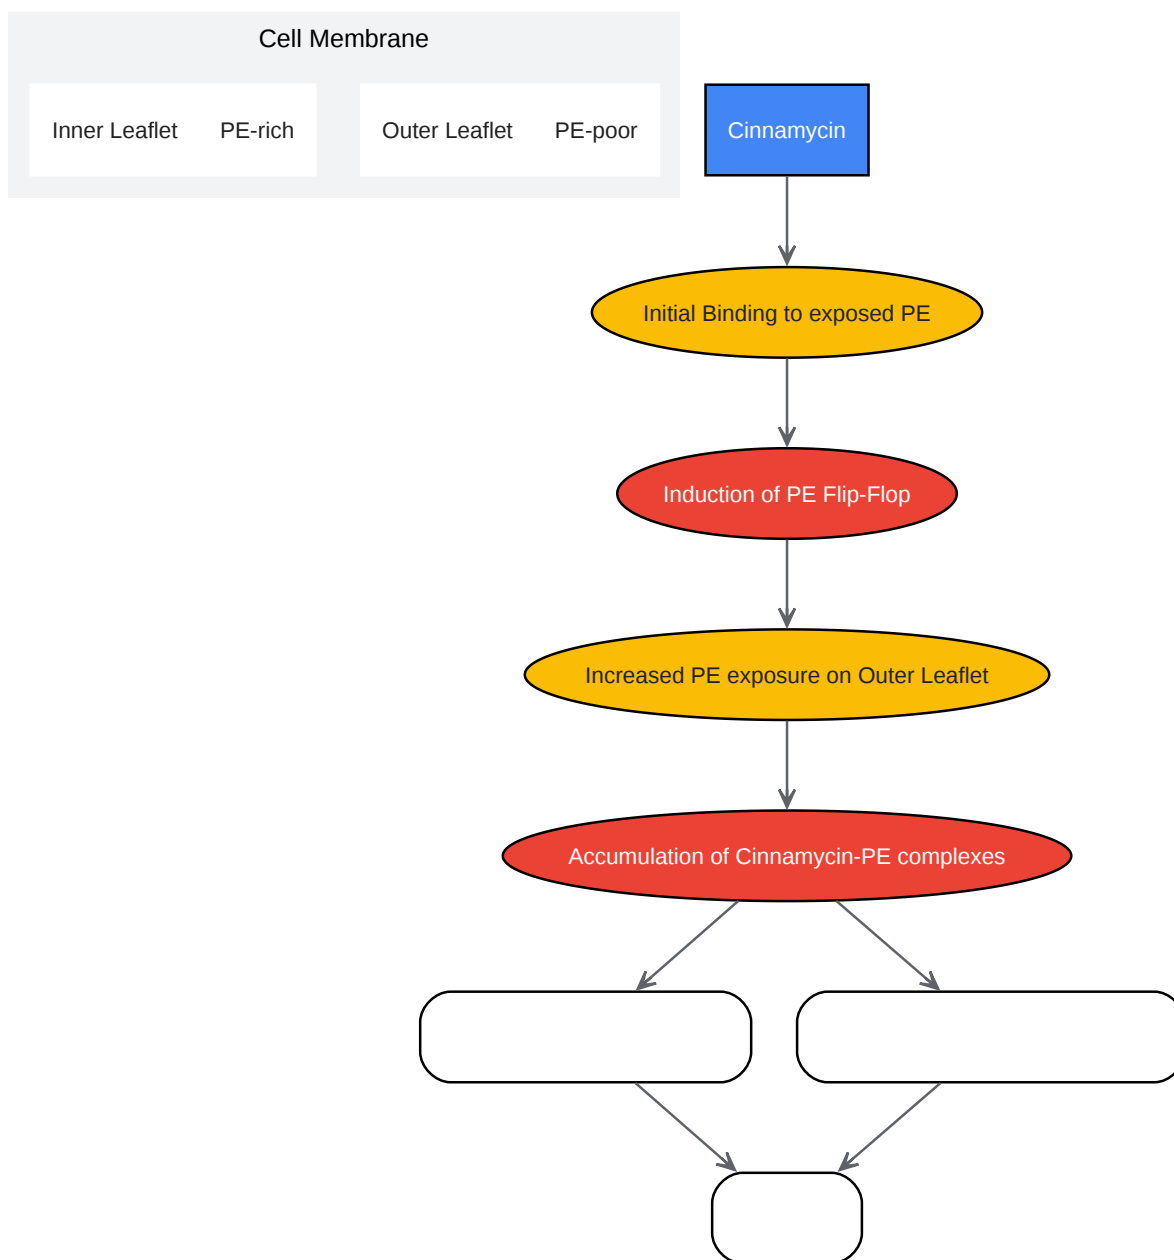 Cell Membrane
Inner Leaflet
PE-rich
Outer Leaflet
PE-poor
Cinnamycin
Initial Binding to exposed PE
Induction of PE Flip-Flop
Increased PE exposure on Outer Leaflet
Accumulation of Cinnamycin-PE complexes